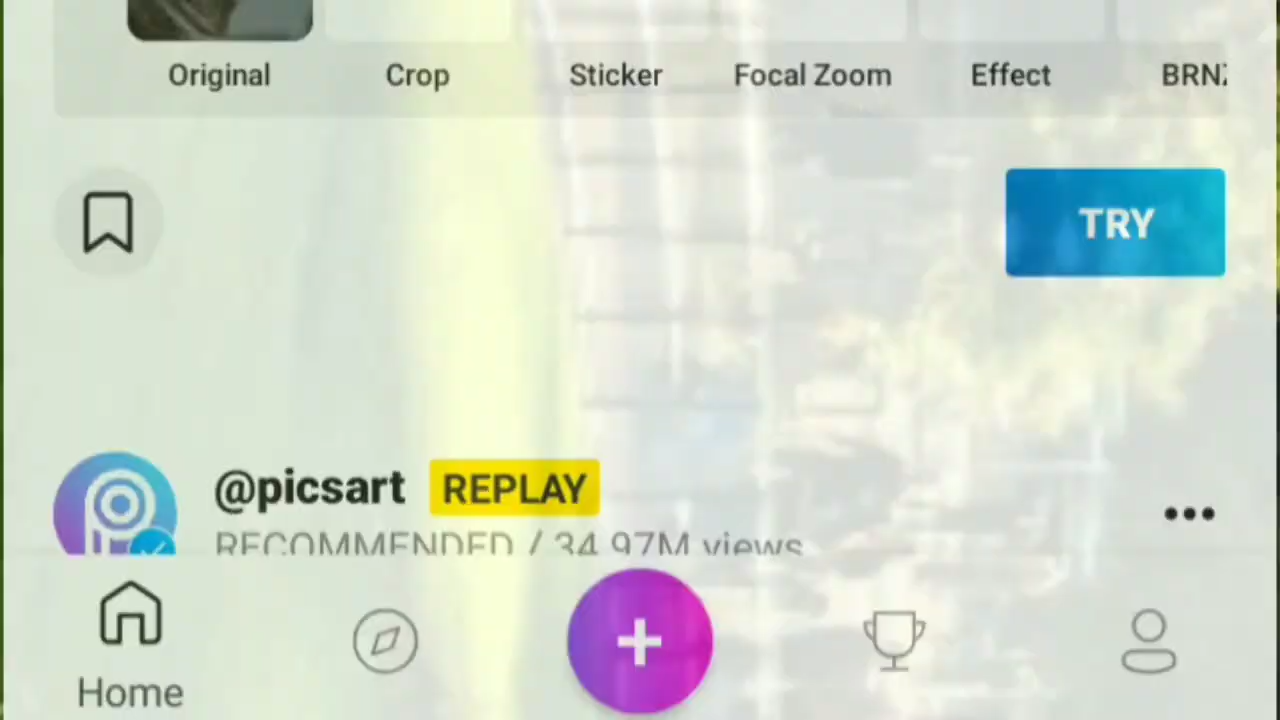 Original Crop Sticker Focal Zoom Effect
TRY
@picsart REPLAY
RECOMMENDED / 34.97M views
Home